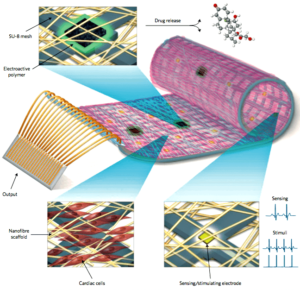 SU-8 mesh
Drug release
Electroactive
polymer
Output
Sensing
Stimuli
Nanofibre
scaffold
Cardiac cells
Sensing/stimulating electrode